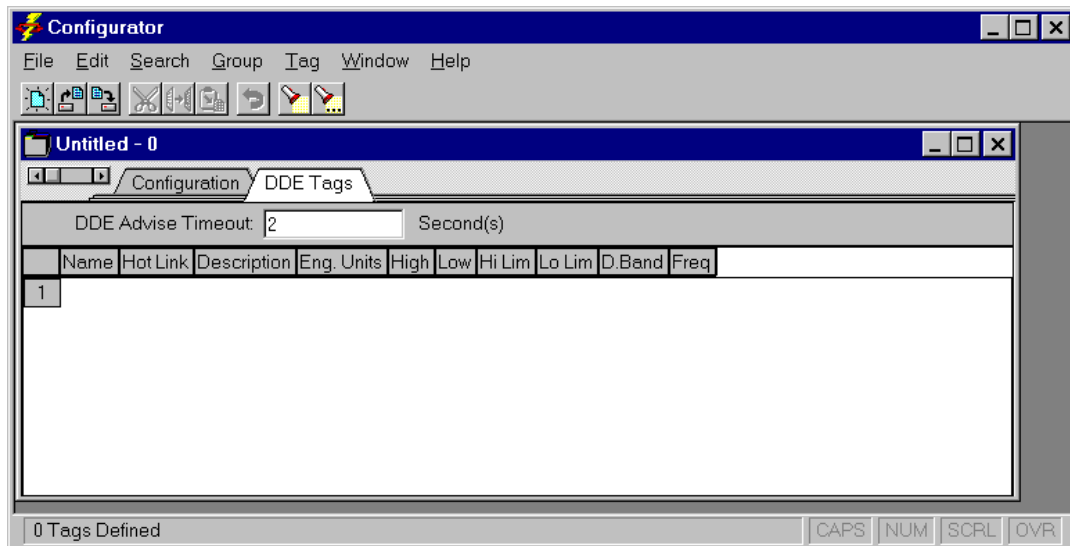 Configurator
File Edit Search Group Tag Window Help
Untitled - 0
Configuration DDE Tags
DDE Advise Timeout: 2 Second(s)
Name Hot Link Description Eng. Units High Low Hi Lim Lo Lim D.Band Freq
1
0 Tags Defined CAPS NUM SCRL OVR